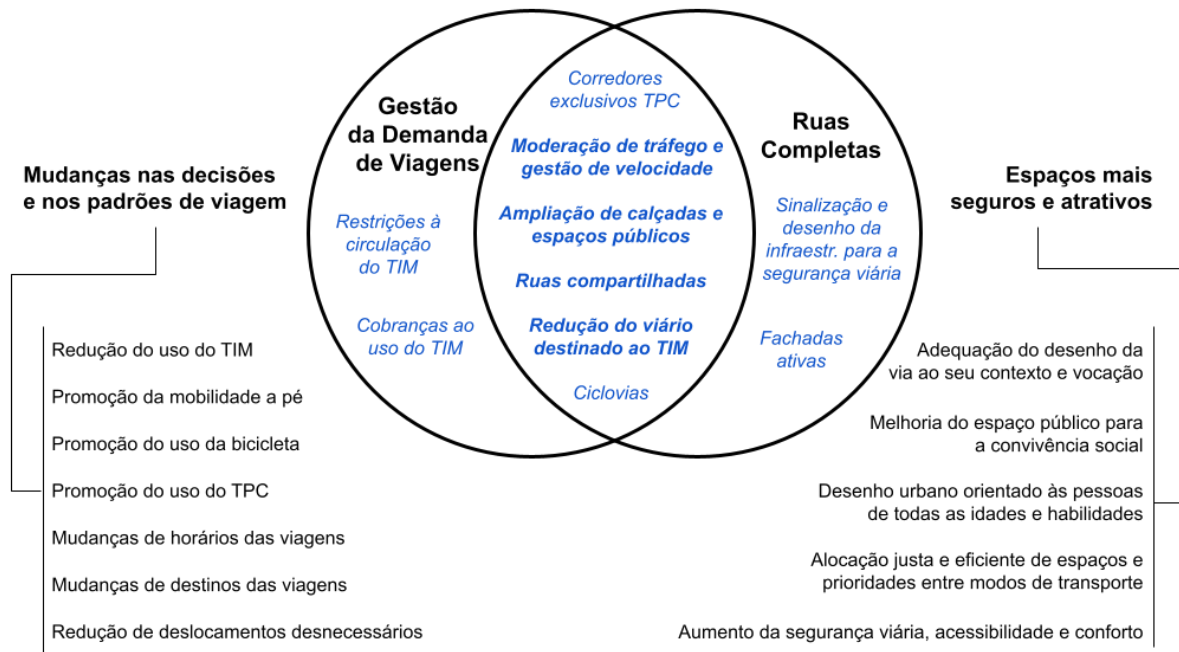 Gestão
da Demanda
de Viagens
Restrições à
circulação
do TIM
Cobranças ao
uso do TIM
Corredores
exclusivos TPC
Moderação de tráfego e
gestão de velocidade
Ampliação de calçadas e
espaços públicos
Ruas compartilhadas
Redução do viário
destinado ao TIM
Ciclovias
Ruas
Completas
Sinalização e
desenho da
infraestr. para a
segurança viária
Fachadas
ativas
Mudanças nas decisões
e nos padrões de viagem
Redução do uso do TIM
Promoção da mobilidade a pé
Promoção do uso da bicicleta
Promoção do uso do TPC
Mudanças de horários das viagens
Mudanças de destinos das viagens
Redução de deslocamentos desnecessários
Espaços mais
seguros e atrativos
Adequação do desenho da
via ao seu contexto e vocação
Melhoria do espaço público para
a convivência social
Desenho urbano orientado às pessoas
de todas as idades e habilidades
Alocação justa e eficiente de espaços e
prioridades entre modos de transporte
Aumento da segurança viária, acessibilidade e conforto